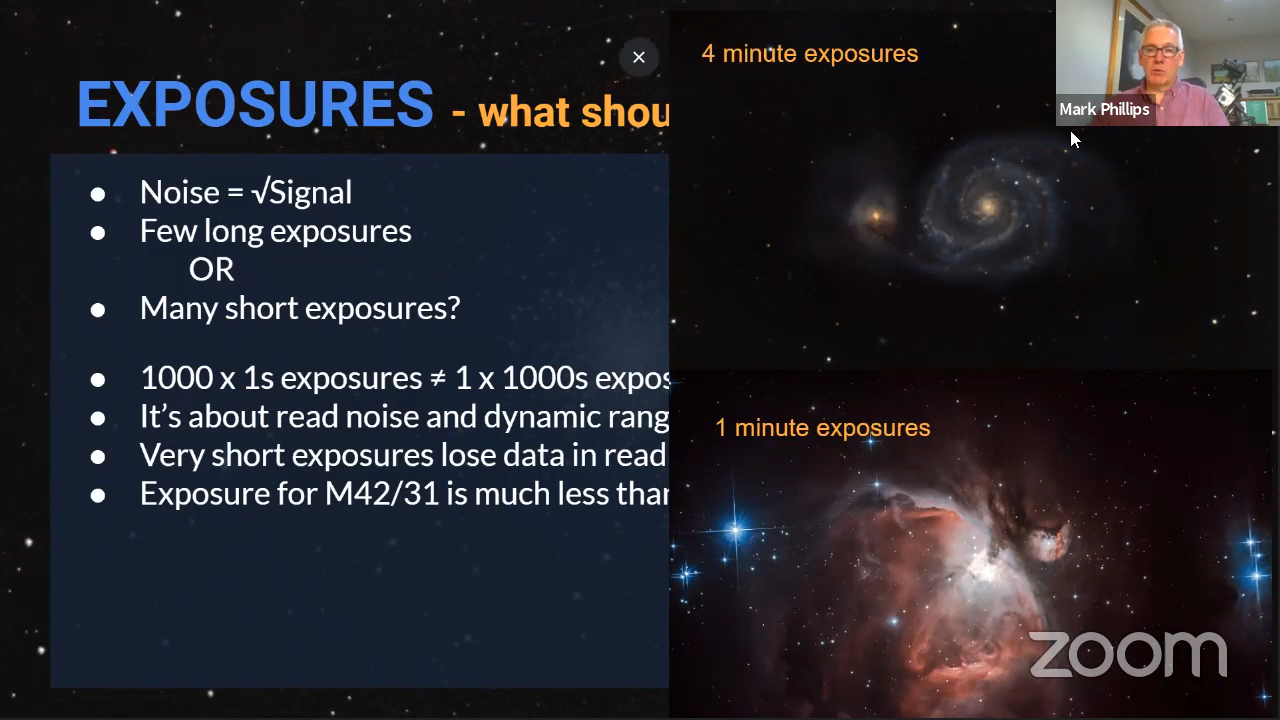 EXPOSURES - what shou
● Noise = √Signal
● Few long exposures
OR
● Many short exposures?
● 1000 x 1s exposures ≠ 1 x 1000s expos
● It's about read noise and dynamic rang
● Very short exposures lose data in read
● Exposure for M42/31 is much less than
4 minute exposures
Mark Phillips
1 minute exposures
zoom